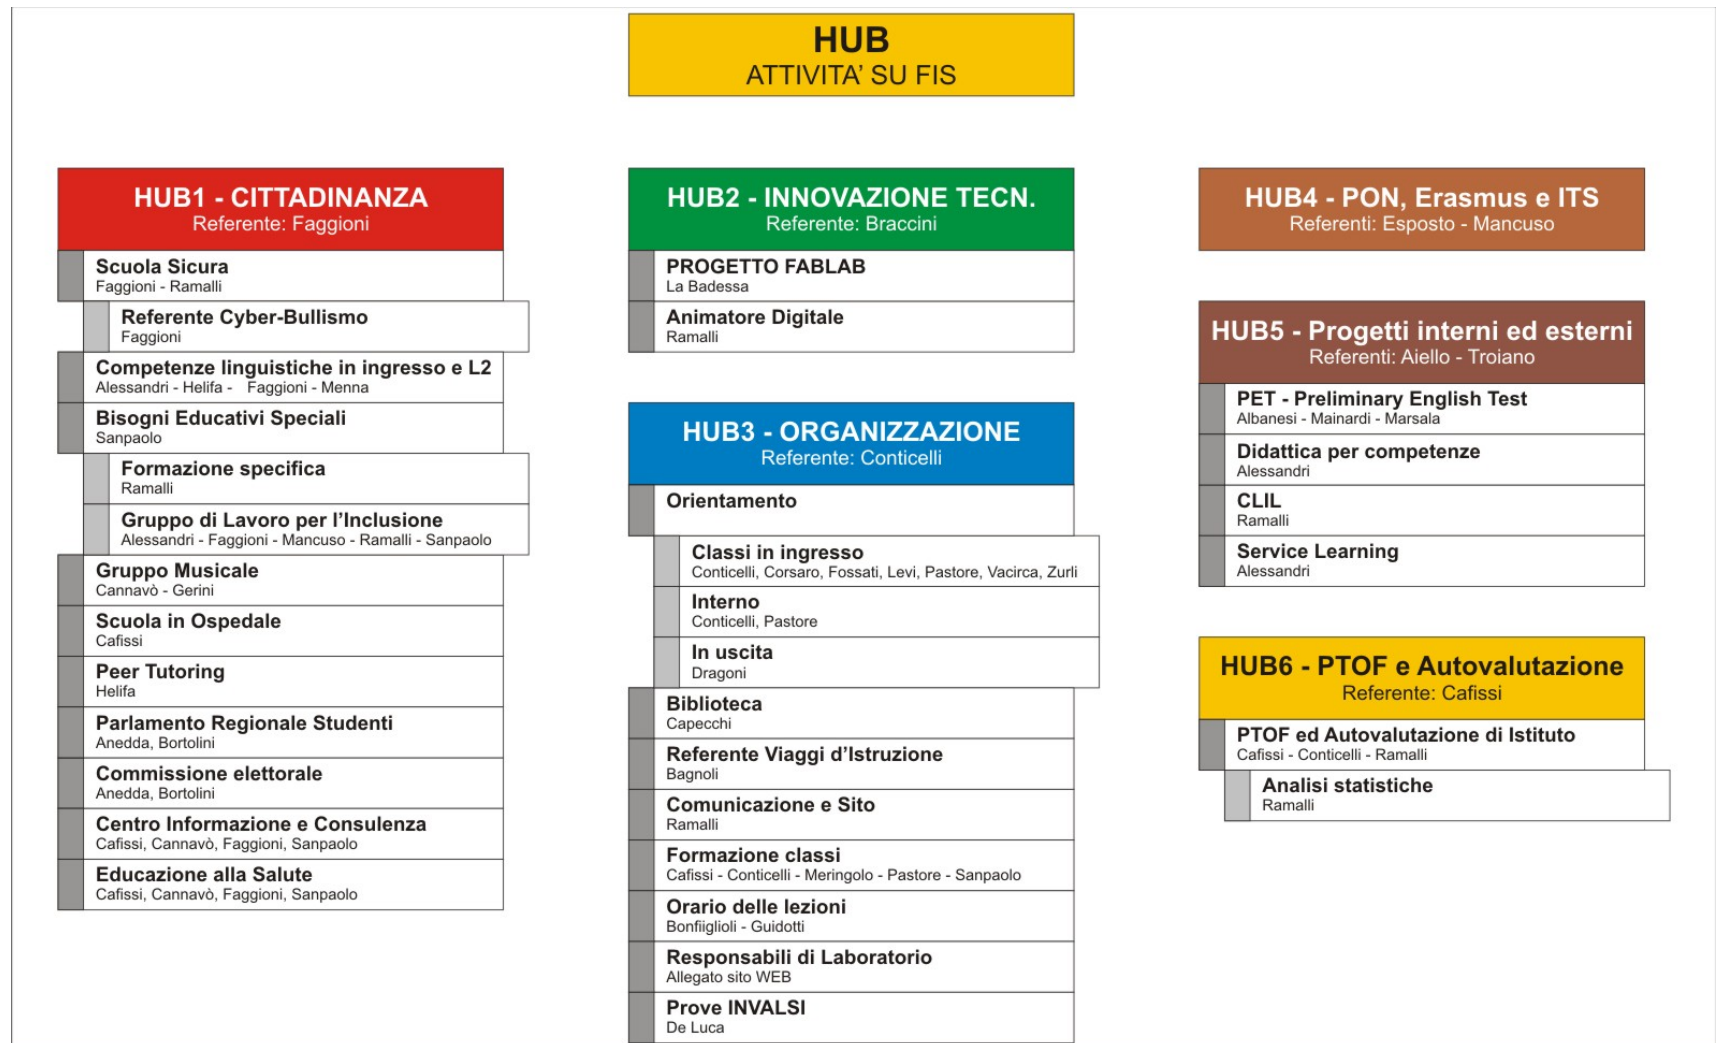 HUB
ATTIVITA' SU FIS
HUB1 - CITTADINANZA
Referente: Faggioni
Scuola Sicura
Faggioni - Ramalli
Referente Cyber-Bullismo
Faggioni
Competenze linguistiche in ingresso e L2
Alessandri - Helifa - Faggioni - Menna
Bisogni Educativi Speciali
Sanpaolo
Formazione specifica
Ramalli
Gruppo di Lavoro per l'Inclusione
Alessandri - Faggioni - Mancuso - Ramalli - Sanpaolo
Gruppo Musicale
Cannavò - Gerini
Scuola in Ospedale
Cafissi
Peer Tutoring
Helifa
Parlamento Regionale Studenti
Anedda, Bortolini
Commissione elettorale
Anedda, Bortolini
Centro Informazione e Consulenza
Cafissi, Cannavò, Faggioni, Sanpaolo
Educazione alla Salute
Cafissi, Cannavò, Faggioni, Sanpaolo
HUB2 - INNOVAZIONE TECN.
Referente: Braccini
PROGETTO FABLAB
La Badessa
Animatore Digitale
Ramalli
HUB3 - ORGANIZZAZIONE
Referente: Conticelli
Orientamento
Classi in ingresso
Conticelli, Corsaro, Fossati, Levi, Pastore, Vacirca, Zurli
Interno
Conticelli, Pastore
In uscita
Dragoni
Biblioteca
Capecchi
Referente Viaggi d'Istruzione
Bagnoli
Comunicazione e Sito
Ramalli
Formazione classi
Cafissi - Conticelli - Meringolo - Pastore - Sanpaolo
Orario delle lezioni
Bonfiiglioli - Guidotti
Responsabili di Laboratorio
Allegato sito WEB
Prove INVALSI
De Luca
HUB4 - PON, Erasmus e ITS
Referenti: Esposto - Mancuso
HUB5 - Progetti interni ed esterni
Referenti: Aiello - Troiano
PET - Preliminary English Test
Albanesi - Mainardi - Marsala
Didattica per competenze
Alessandri
CLIL
Ramalli
Service Learning
Alessandri
HUB6 - PTOF e Autovalutazione
Referente: Cafissi
PTOF ed Autovalutazione di Istituto
Cafissi - Conticelli - Ramalli
Analisi statistiche
Ramalli